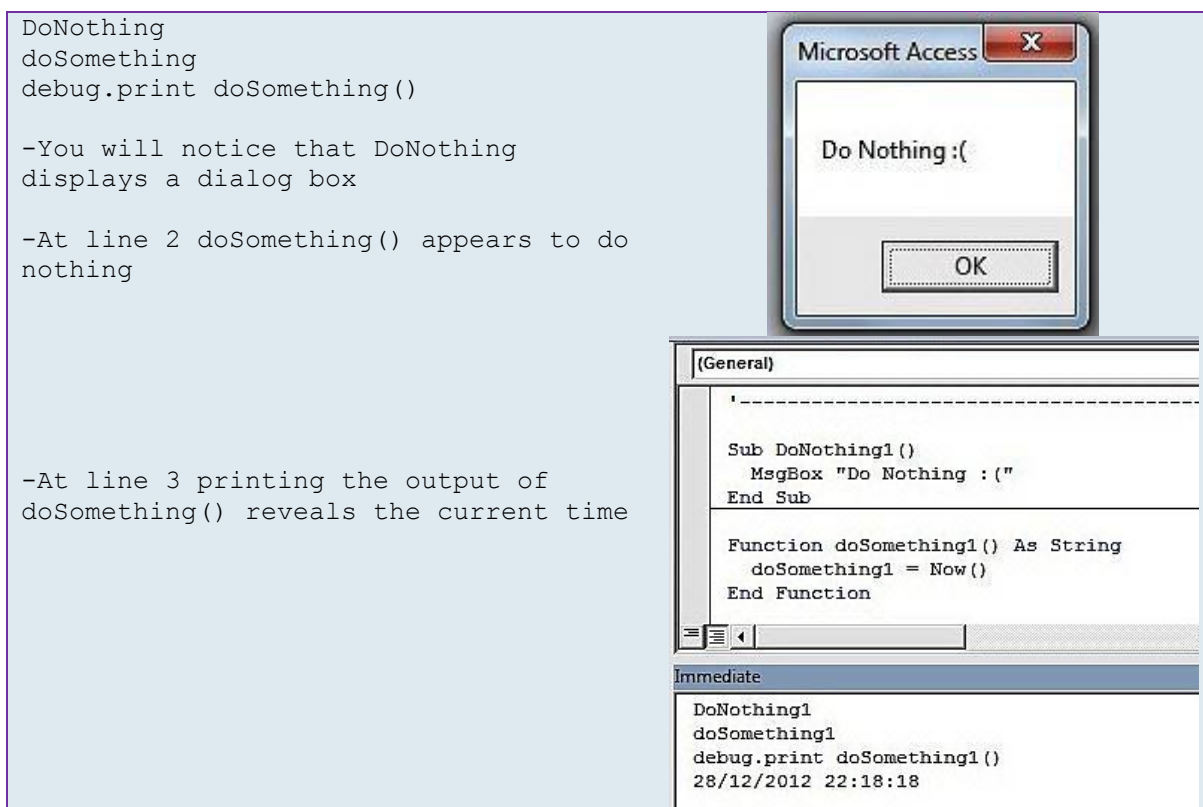 DoNothing
doSomething
debug.print doSomething()
-You will notice that DoNothing
displays a dialog box
-At line 2 doSomething() appears to do
nothing
-At line 3 printing the output of
doSomething() reveals the current time
Microsoft Access
X
Do Nothing :(
OK
(General)
'---------------------------------------
Sub DoNothing1()
MsgBox "Do Nothing :("
End Sub
Function doSomething1() As String
doSomething1 = Now()
End Function
Immediate
DoNothing1
doSomething1
debug.print doSomething1()
28/12/2012 22:18:18